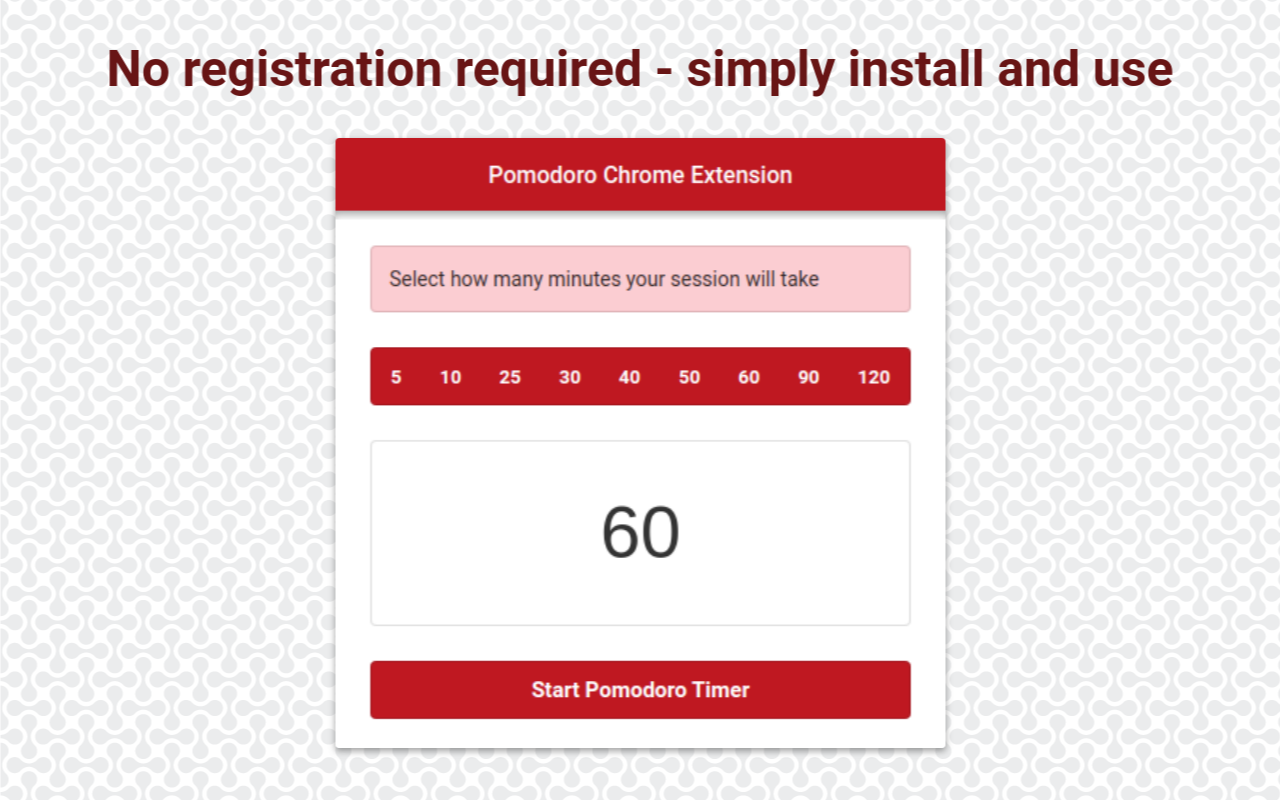 No registration required - simply install and use
Pomodoro Chrome Extension
Select how many minutes your session will take
5 10 25 30 40 50 60 90 120
60
Start Pomodoro Timer